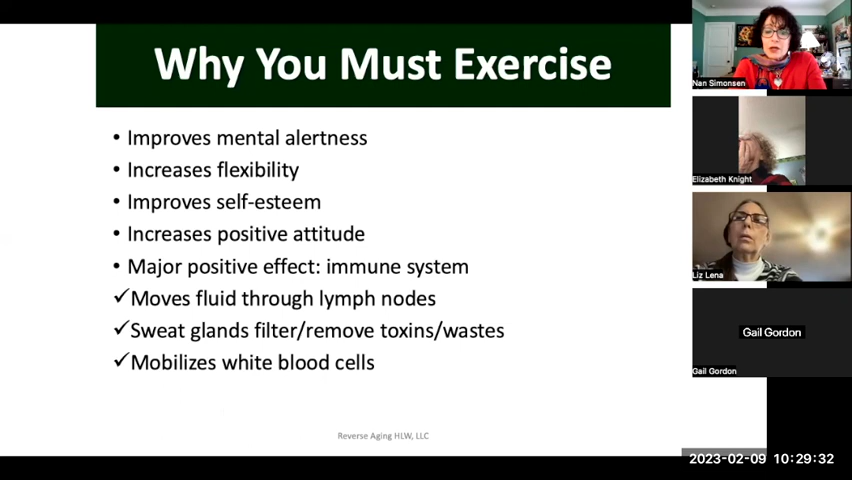 Why You Must Exercise
• Improves mental alertness
• Increases flexibility
• Improves self-esteem
• Increases positive attitude
• Major positive effect: immune system
✓Moves fluid through lymph nodes
✓Sweat glands filter/remove toxins/wastes
✓Mobilizes white blood cells
Reverse Aging HLW, LLC
Nan Simonsen
Elizabeth Knight
Liz Lena
Gail Gordon
Gail Gordon
2023-02-09 10:29:32